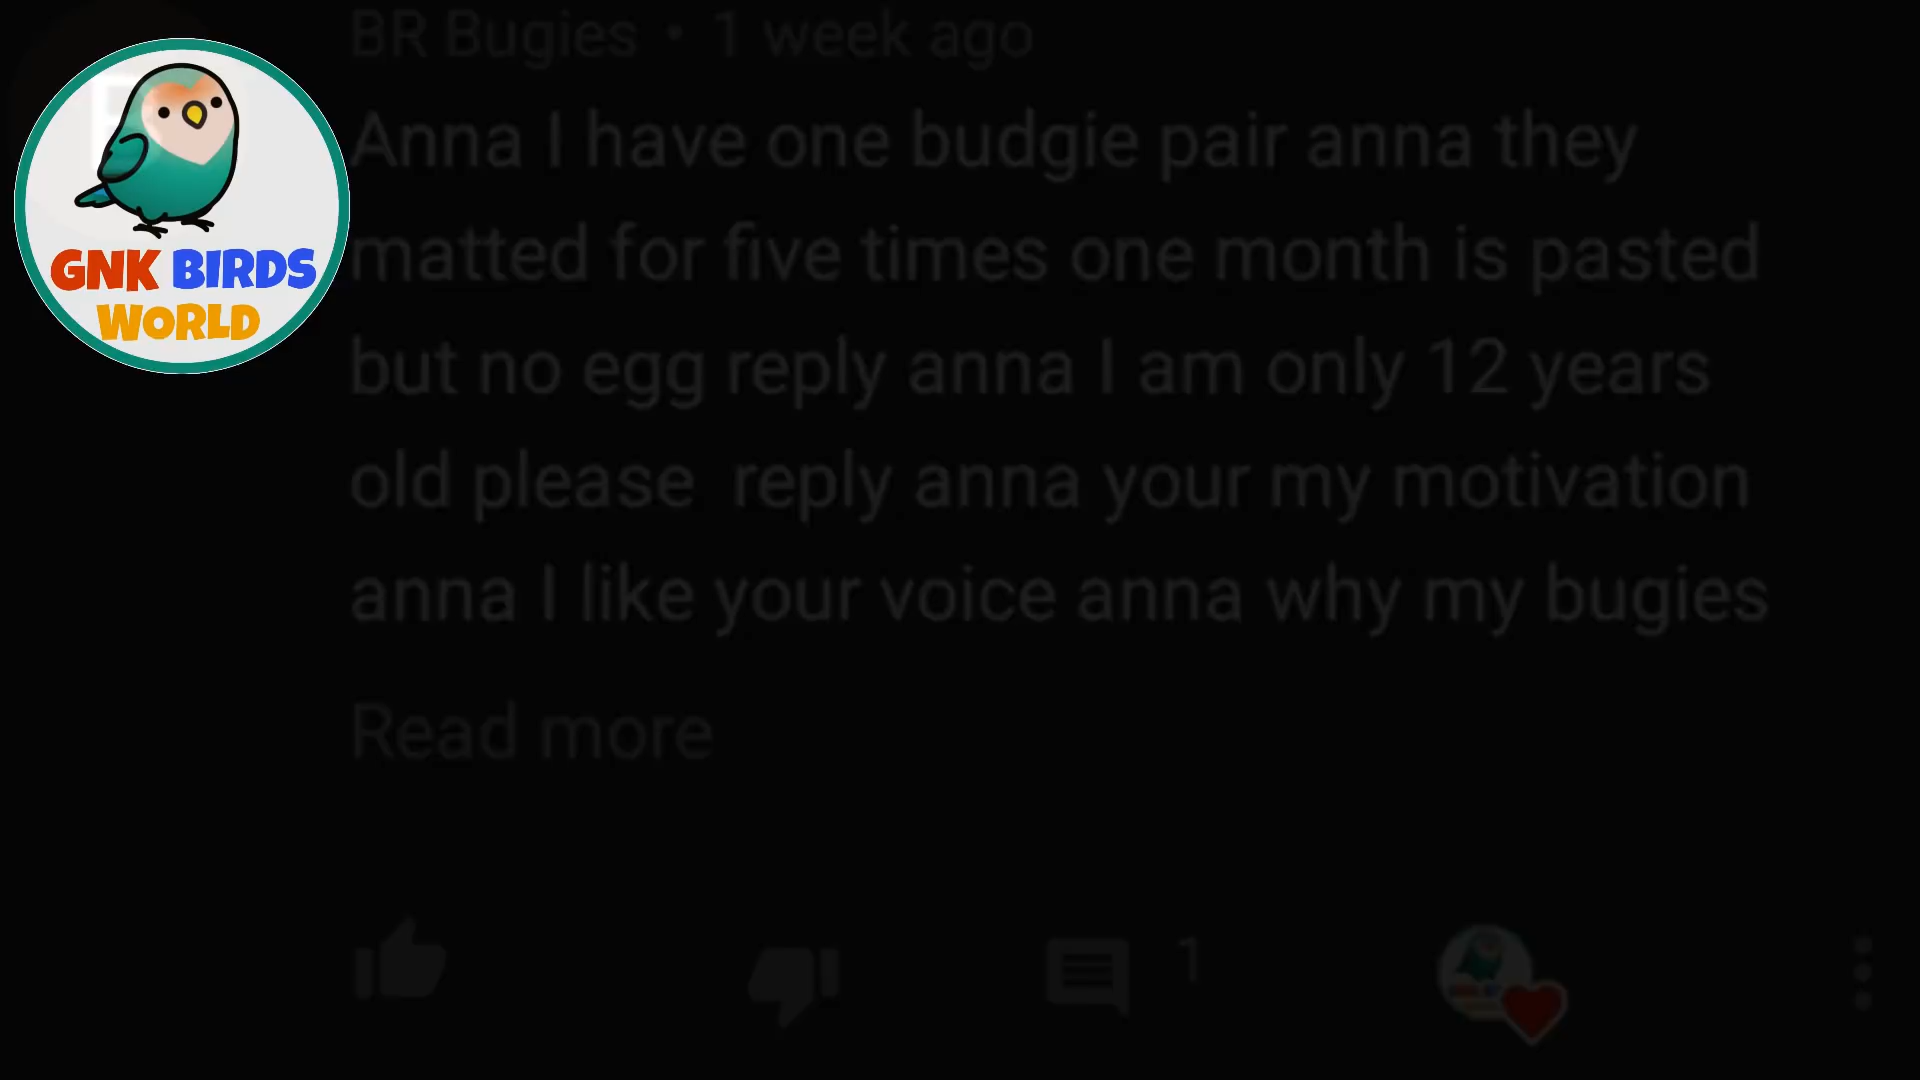 BR Bugies • 1 week ago
GNK BIRDS
WORLD
Anna I have one budgie pair anna they
matted for five times one month is pasted
but no egg reply anna I am only 12 years
old please reply anna your my motivation
anna I like your voice anna why my bugies
Read more
1